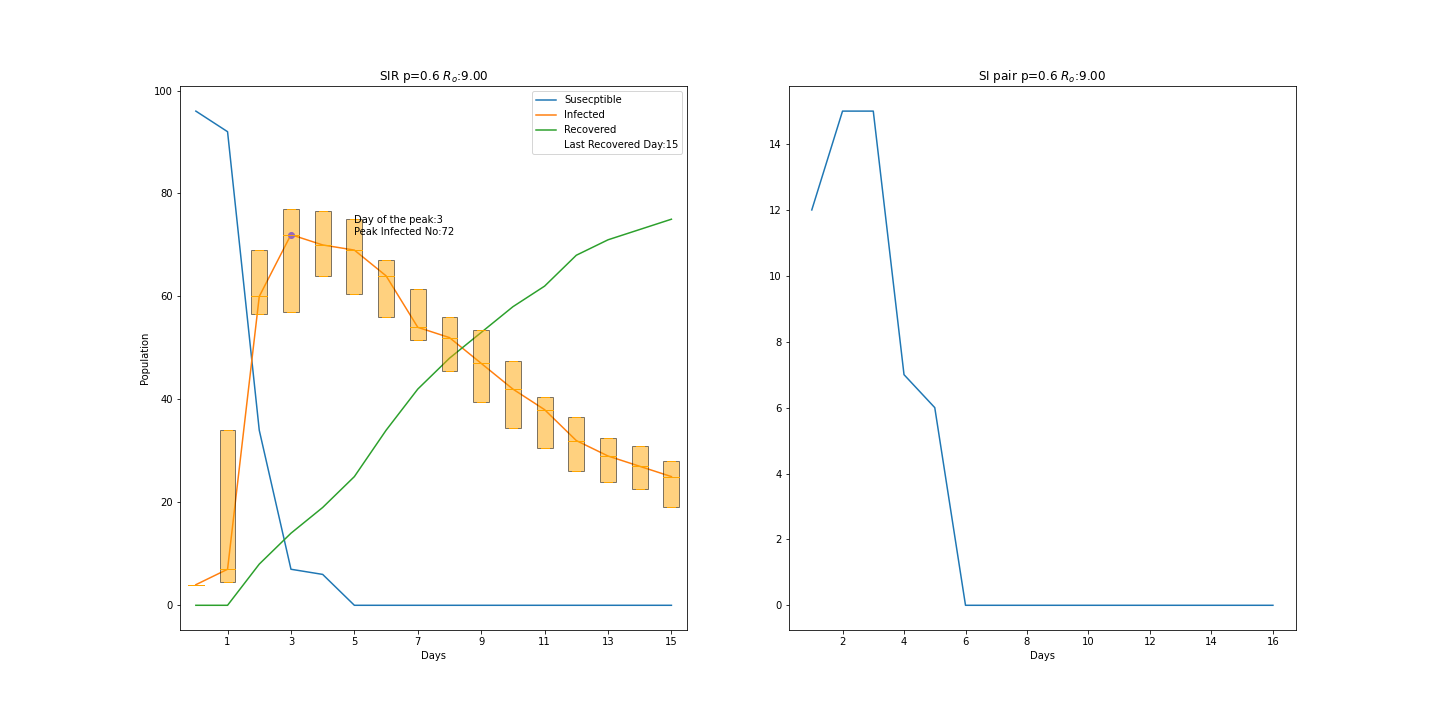 SIR p=0.6 Rₒ:9.00
100
80
60
40
20
0
Population
Susecptible
Infected
Recovered
Last Recovered Day:15
Day of the peak:3
Peak Infected No:72
1 3 5 7 9 11 13 15
Days
SI pair p=0.6 Rₒ:9.00
14
12
10
8
6
4
2
0
2 4 6 8 10 12 14 16
Days